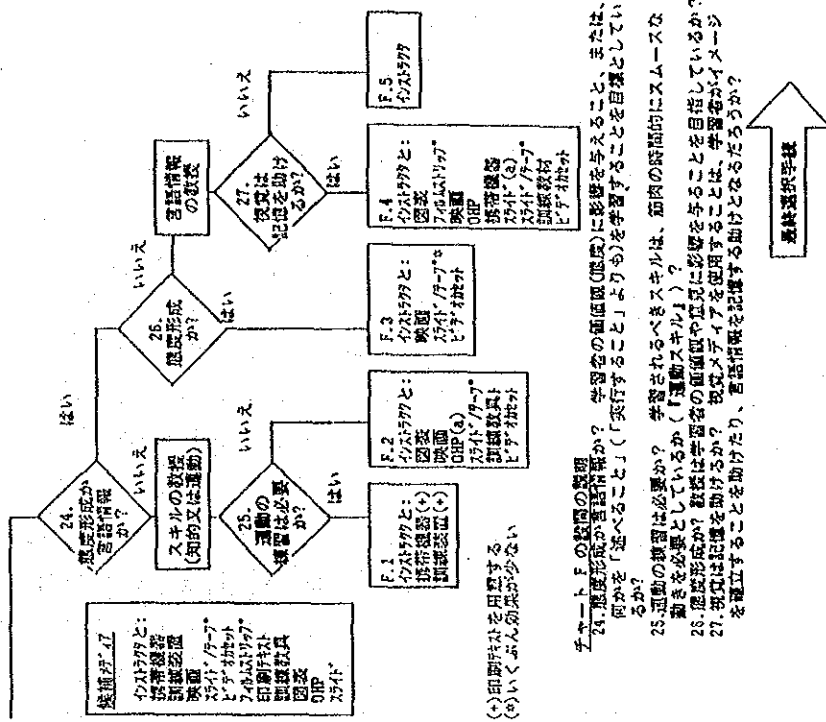 候補メディア
インストラクタと:
携帯機器
訓練装置
映画
スライド/テープ
ビデオカセット
フィルムストリップ
印刷テキスト
訓練教具
図表
OHP
スライド
24.
態度形成か
言語情報
か?
はい
いいえ
スキルの教授
(知的又は運動)
25.
運動の
練習は必要
か?
いいえ
はい
F.1
インストラクタと:
携帯機器(+)
訓練装置(+)
F.2
インストラクタと:
図表
映画
OHP(a)
スライド/テープ
訓練教具
ビデオカセット
26.
態度形成
か?
いいえ
はい
F.3
インストラクタと:
映画
スライド/テープ
ビデオカセット
言語情報
の教授
27.
視覚は
記憶を助け
るか?
いいえ
はい
F.4
インストラクタと:
図表
フィルムストリップ
映画
OHP
携帯機器
スライド(a)
スライド/テープ
訓練教材
ビデオカセット
F.5
インストラクタ
(+)印刷テキストを用意する
(¤)いくぶん効果が少ない
チャート F の設問の説明
24.態度形成か言語情報か? 学習者の価値観(態度)に影響を与えること、または、
何かを「述べること」(「実行すること」よりも)を学習することを目標としてい
るか?
25.運動の練習は必要か? 学習されるべきスキルは、筋肉の時間的にスムースな
動きを必要としているか(『運動スキル』)?
26.態度形成か? 教授は学習者の価値観や意見に影響を与ることを目指しているか?
27.視覚は記憶を助けるか? 視覚メディアを使用することは、学習者がイメージ
を確立することを助けたり、言語情報を記憶する助けとなるだろうか?
最終選択手続